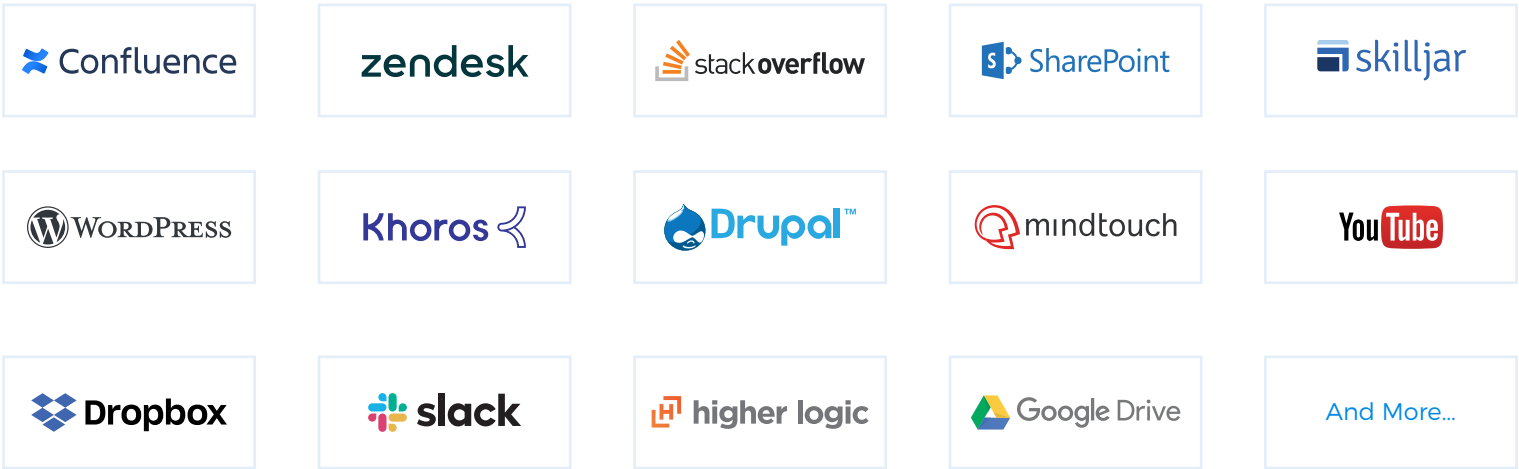 Confluence
zendesk
stackoverflow
S SharePoint
skilljar
W WORDPRESS
Khoros
Drupal™
mindtouch
YouTube
Dropbox
slack
H higher logic
Google Drive
And More...